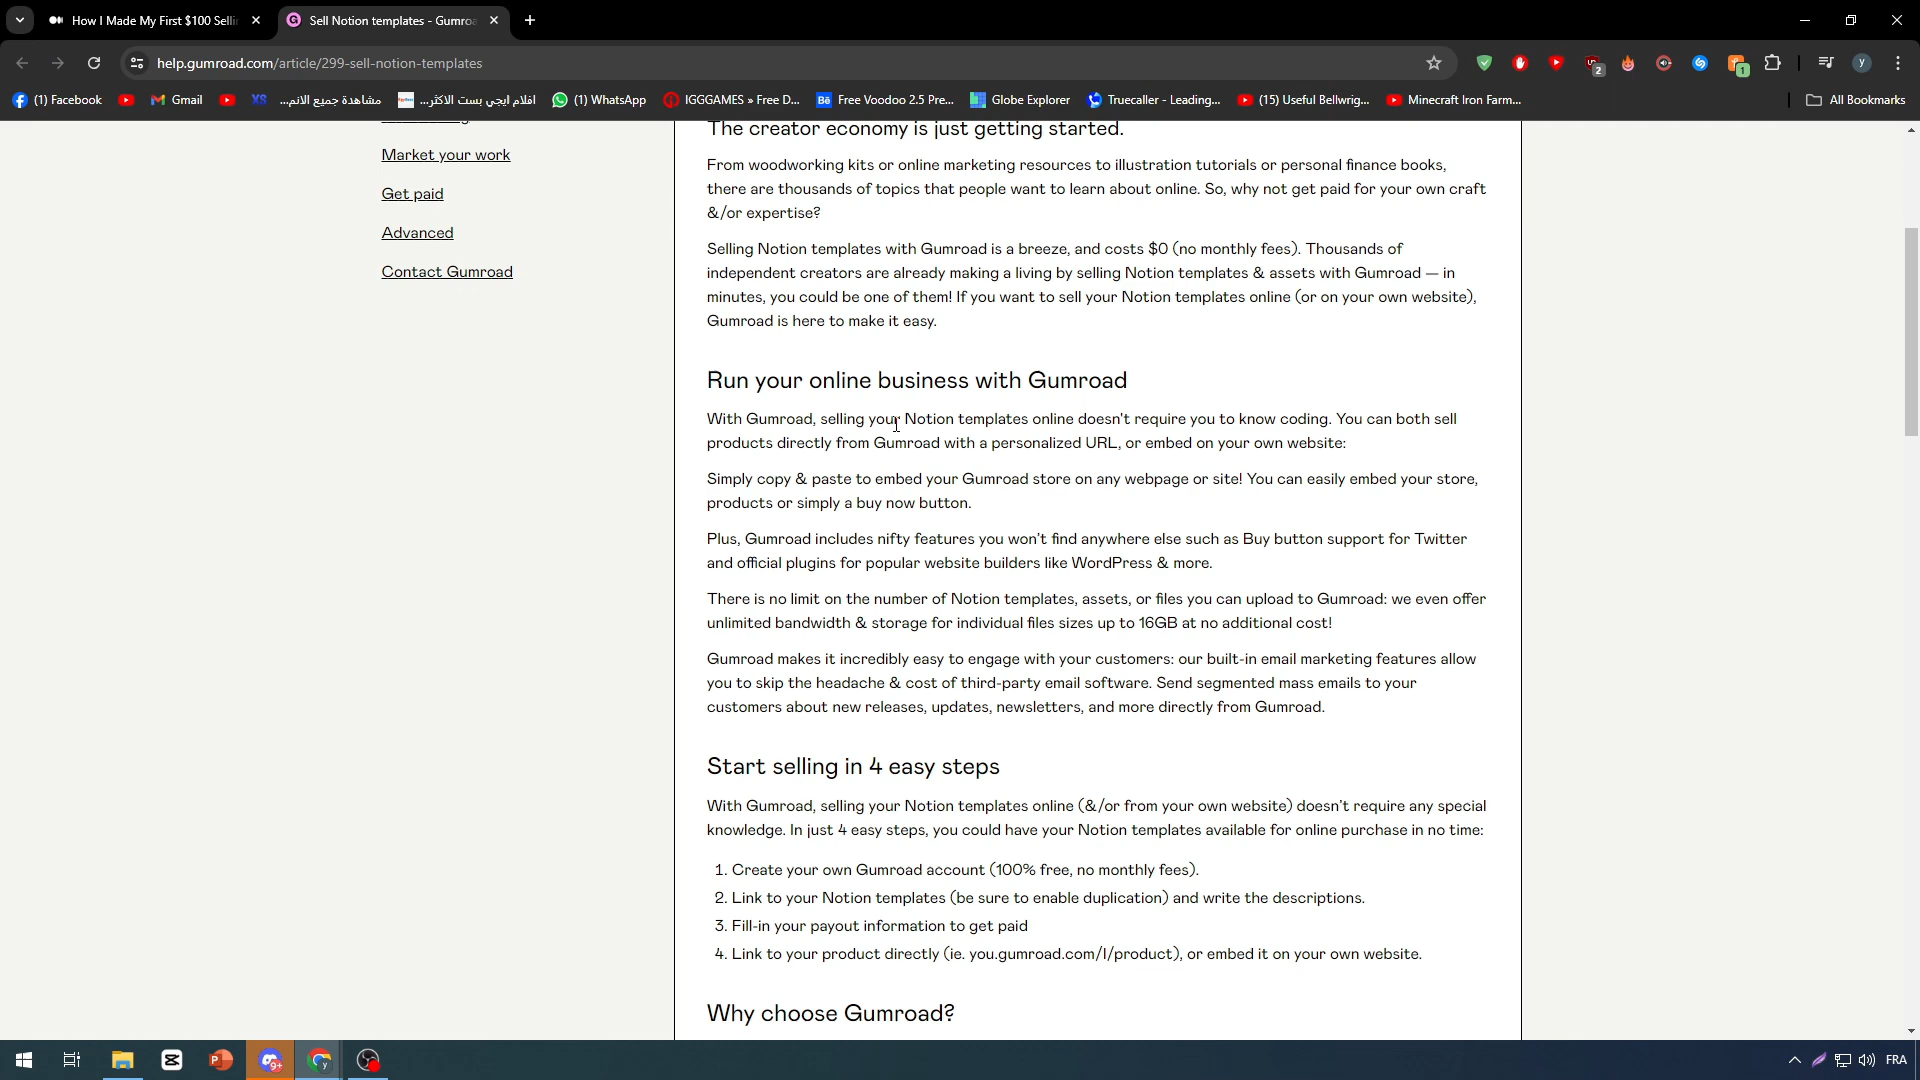 How I Made My First $100 Selli
Sell Notion templates - Gumroa
help.gumroad.com/article/299-sell-notion-templates
2
1
y
(1) Facebook
Gmail
XS
مشاهدة جميع الانم...
افلام ايجي بست الاكثر...
(1) WhatsApp
IGGGAMES » Free D...
Bē Free Voodoo 2.5 Pre...
Globe Explorer
Truecaller - Leading...
(15) Useful Bellwrig...
Minecraft Iron Farm...
All Bookmarks
Market your work
Get paid
Advanced
Contact Gumroad
The creator economy is just getting started.
From woodworking kits or online marketing resources to illustration tutorials or personal finance books,
there are thousands of topics that people want to learn about online. So, why not get paid for your own craft
&/or expertise?
Selling Notion templates with Gumroad is a breeze, and costs $0 (no monthly fees). Thousands of
independent creators are already making a living by selling Notion templates & assets with Gumroad — in
minutes, you could be one of them! If you want to sell your Notion templates online (or on your own website),
Gumroad is here to make it easy.
Run your online business with Gumroad
With Gumroad, selling your Notion templates online doesn't require you to know coding. You can both sell
products directly from Gumroad with a personalized URL, or embed on your own website:
Simply copy & paste to embed your Gumroad store on any webpage or site! You can easily embed your store,
products or simply a buy now button.
Plus, Gumroad includes nifty features you won't find anywhere else such as Buy button support for Twitter
and official plugins for popular website builders like WordPress & more.
There is no limit on the number of Notion templates, assets, or files you can upload to Gumroad: we even offer
unlimited bandwidth & storage for individual files sizes up to 16GB at no additional cost!
Gumroad makes it incredibly easy to engage with your customers: our built-in email marketing features allow
you to skip the headache & cost of third-party email software. Send segmented mass emails to your
customers about new releases, updates, newsletters, and more directly from Gumroad.
Start selling in 4 easy steps
With Gumroad, selling your Notion templates online (&/or from your own website) doesn't require any special
knowledge. In just 4 easy steps, you could have your Notion templates available for online purchase in no time:
1. Create your own Gumroad account (100% free, no monthly fees).
2. Link to your Notion templates (be sure to enable duplication) and write the descriptions.
3. Fill-in your payout information to get paid
4. Link to your product directly (ie. you.gumroad.com/l/product), or embed it on your own website.
Why choose Gumroad?
9+
FRA